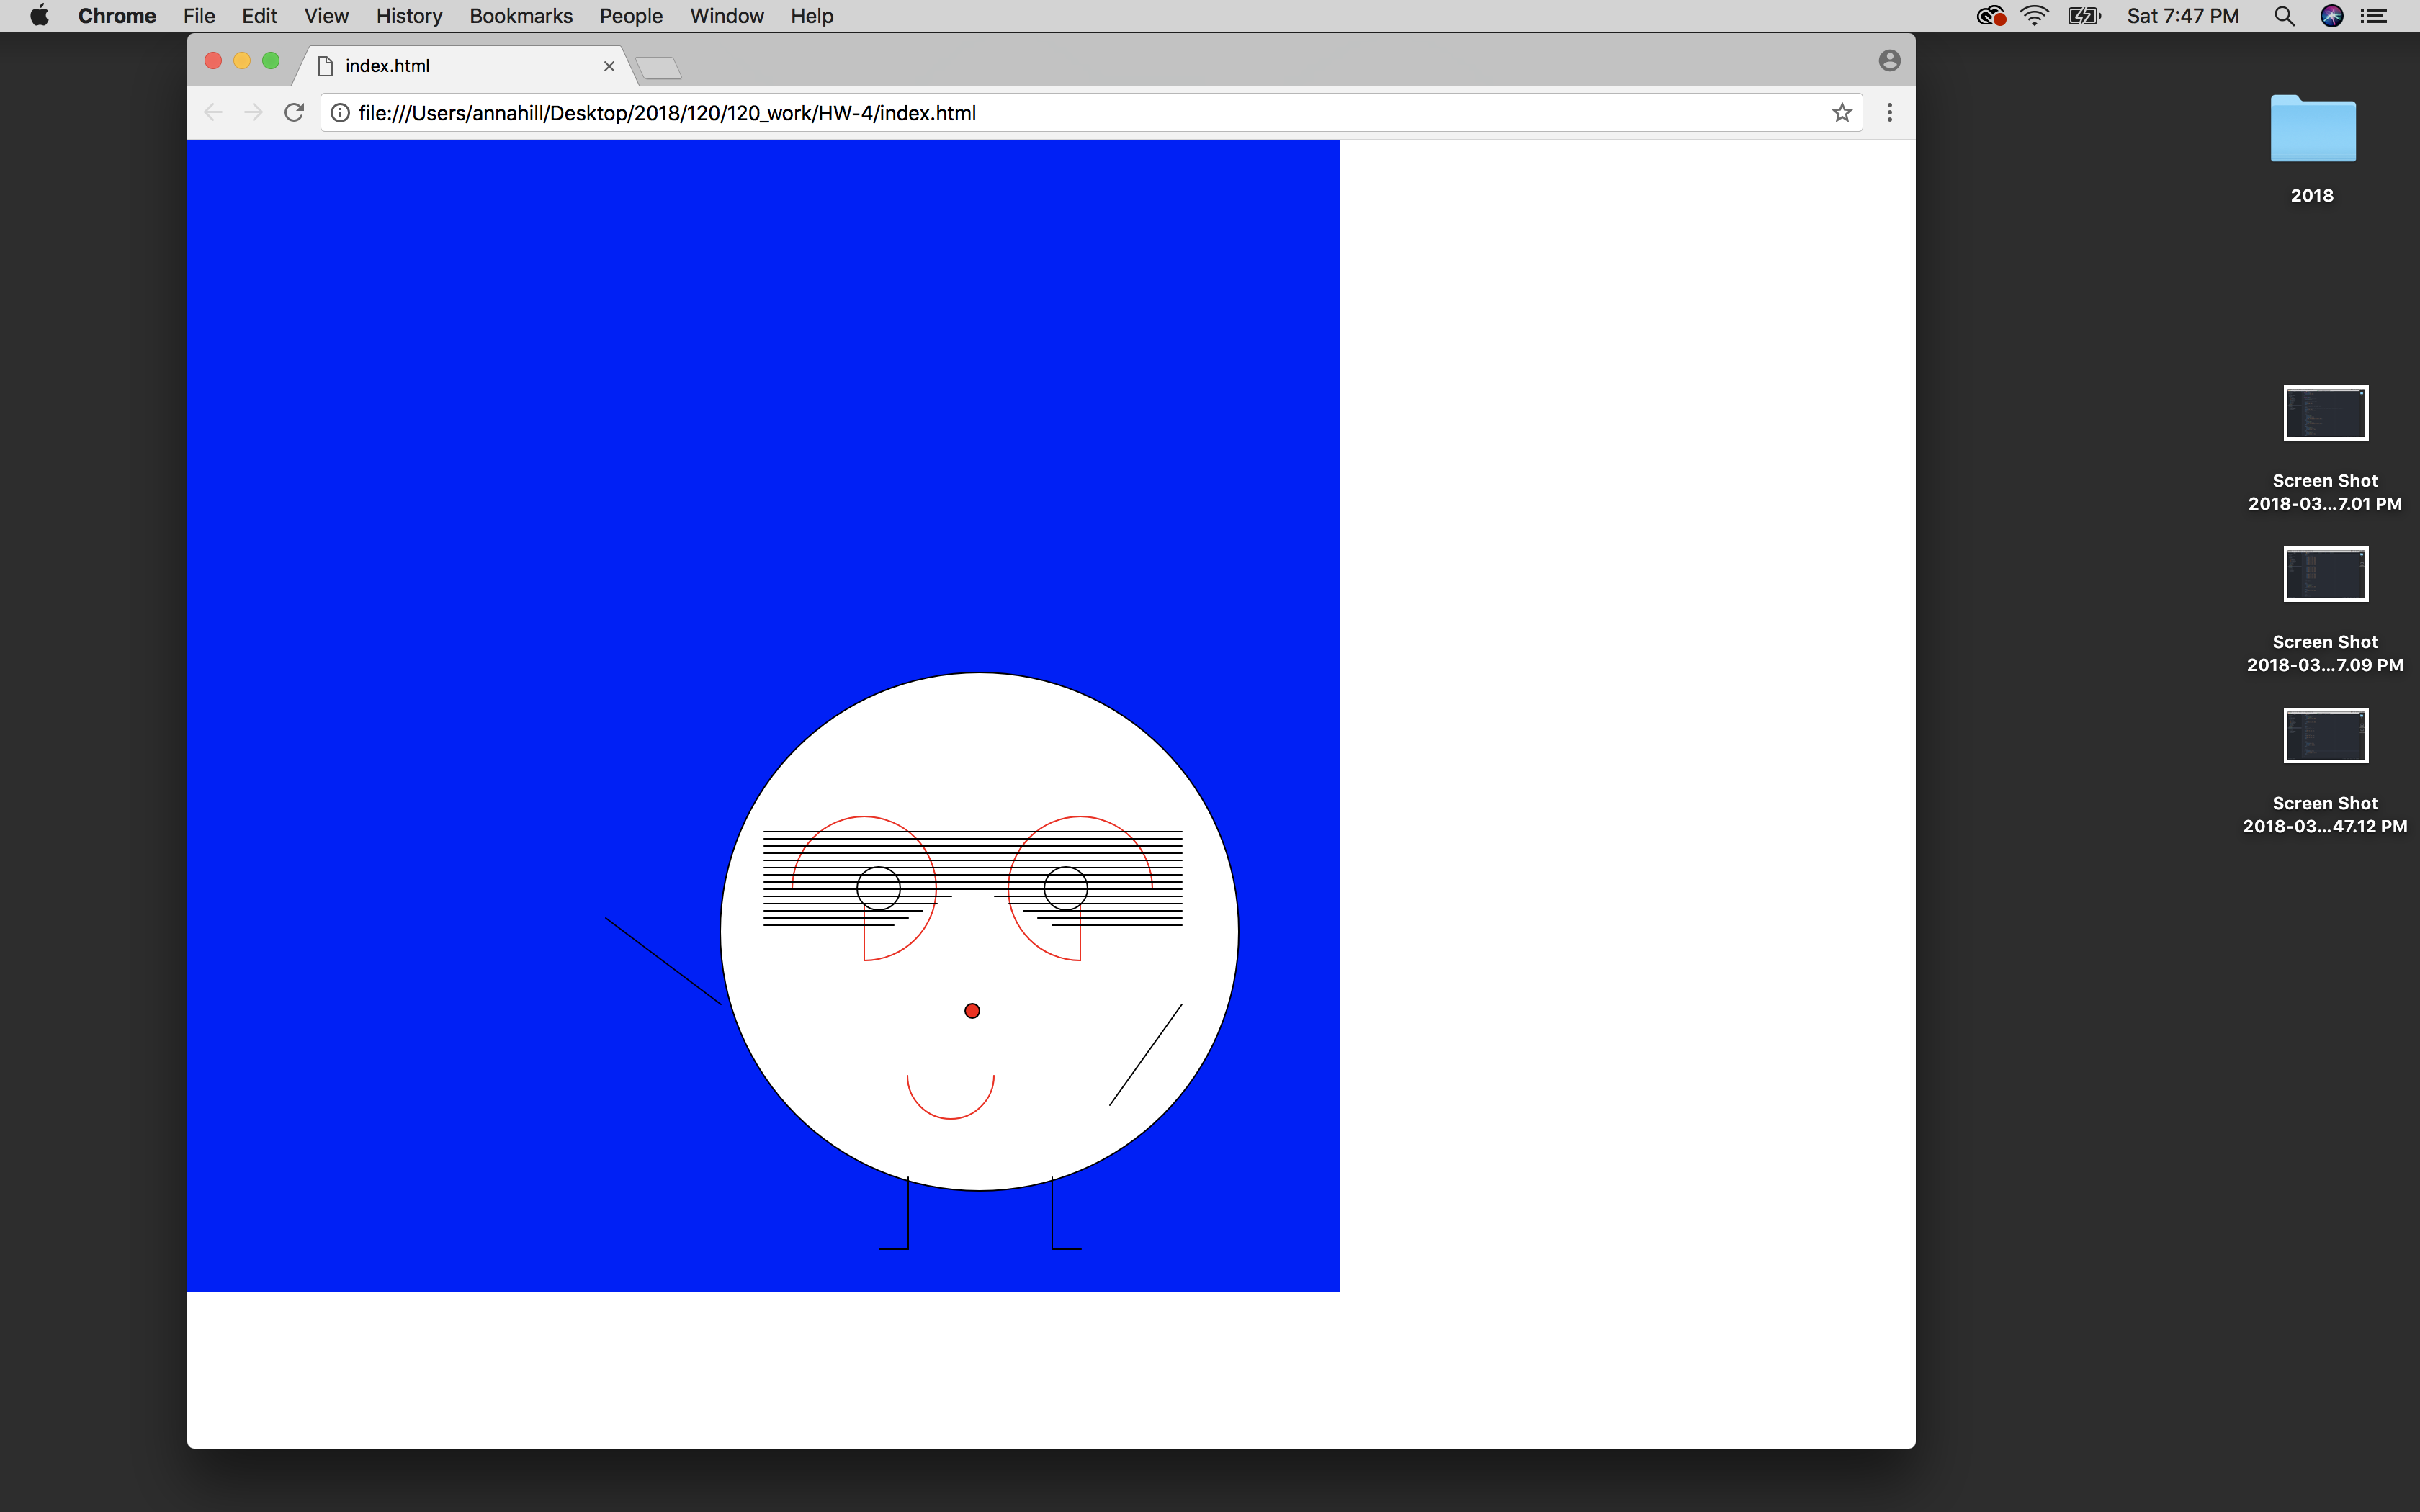 Chrome File Edit View History Bookmarks People Window Help Sat 7:47 PM
index.html
file:///Users/annahill/Desktop/2018/120/120_work/HW-4/index.html
2018
Screen Shot
2018-03...7.01 PM
Screen Shot
2018-03...7.09 PM
Screen Shot
2018-03...47.12 PM